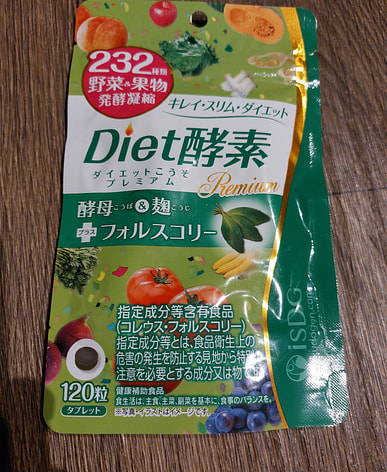 232種類
野菜&果物
発酵凝縮
キレイ・スリム・ダイエット
Diet酵素
ダイエットこうそ
プレミアム
Premium
酵母こうぼ&麹こうじ
プラス フォルスコリー
iSDG
指定成分等含有食品
(コレウス・フォルスコリー)
指定成分等とは、食品衛生上の
危害の発生を防止する見地から特別
注意を必要とする成分又は物で
120粒
タブレット
健康補助食品
食生活は、主食、主菜、副菜を基本に、食事のバランスを。
※写真・イラストはイメージです。